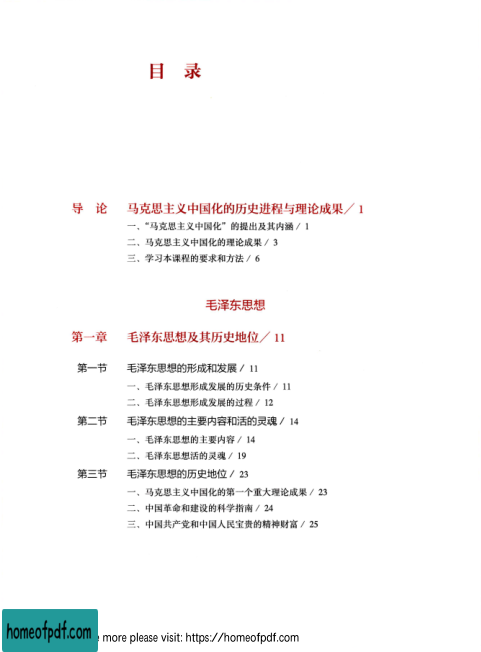 目 录
导 论 马克思主义中国化的历史进程与理论成果／1
一、“马克思主义中国化”的提出及其内涵 / 1
二、马克思主义中国化的理论成果 / 3
三、学习本课程的要求和方法 / 6
毛泽东思想
第一章 毛泽东思想及其历史地位／11
第一节 毛泽东思想的形成和发展 / 11
一、毛泽东思想形成发展的历史条件 / 11
二、毛泽东思想形成发展的过程 / 12
第二节 毛泽东思想的主要内容和活的灵魂 / 14
一、毛泽东思想的主要内容 / 14
二、毛泽东思想活的灵魂 / 19
第三节 毛泽东思想的历史地位 / 23
一、马克思主义中国化的第一个重大理论成果 / 23
二、中国革命和建设的科学指南 / 24
三、中国共产党和中国人民宝贵的精神财富 / 25
homeofpdf.com
more please visit: https://homeofpdf.com